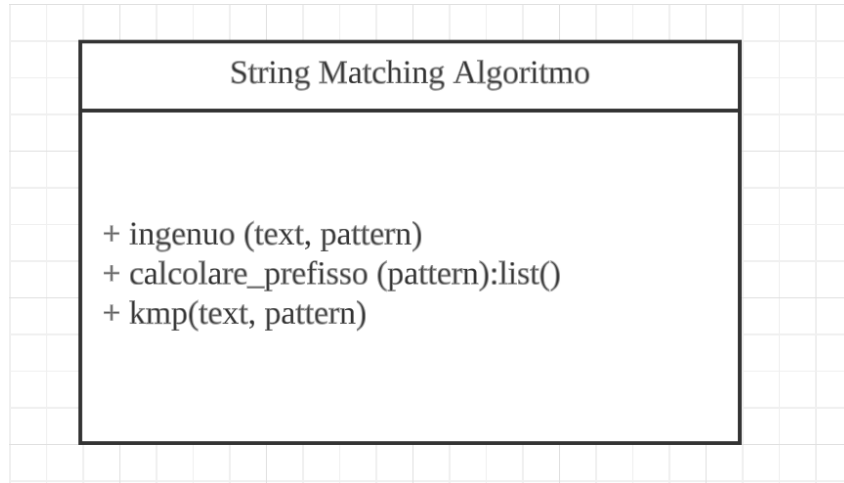 String Matching Algoritmo
+ ingenuo (text, pattern)
+ calcolare_prefisso (pattern):list()
+ kmp(text, pattern)